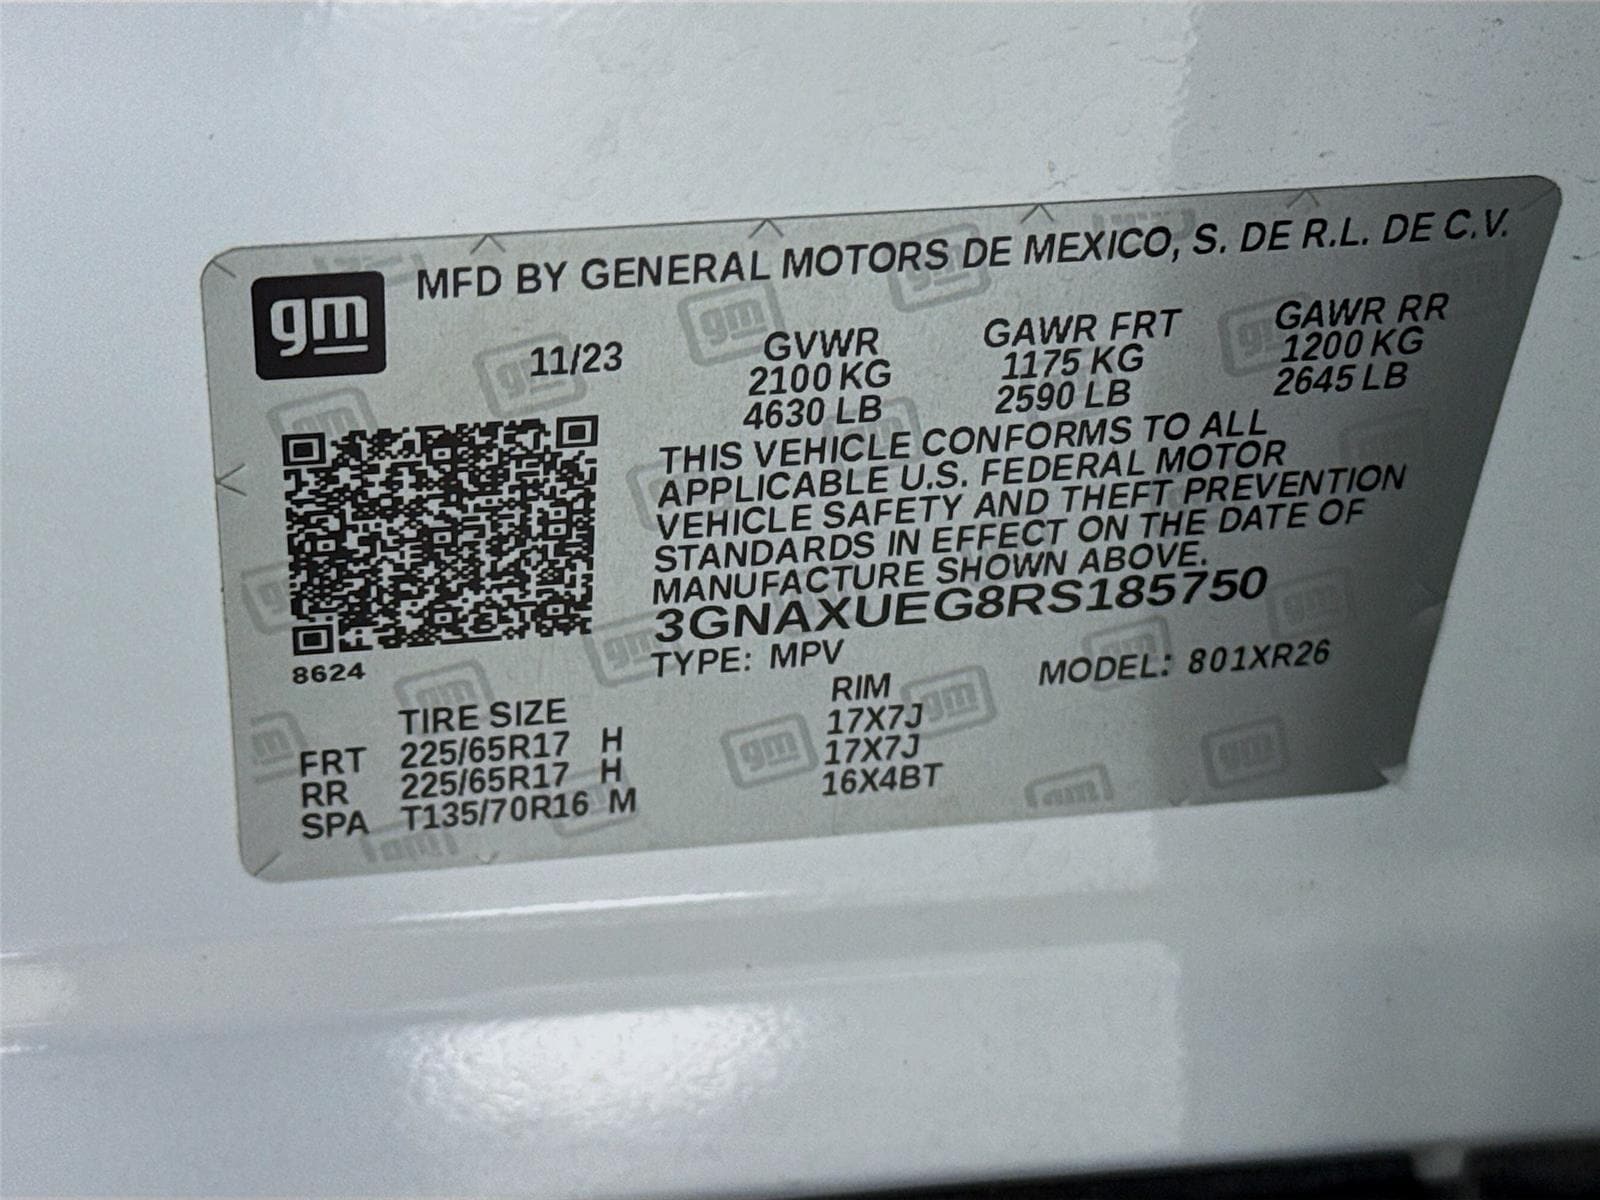 gm MFD BY GENERAL MOTORS DE MEXICO, S. DE R.L. DE C.V.
11/23 GVWR GAWR FRT GAWR RR
2100 KG 1175 KG 1200 KG
4630 LB 2590 LB 2645 LB
THIS VEHICLE CONFORMS TO ALL
APPLICABLE U.S. FEDERAL MOTOR
VEHICLE SAFETY AND THEFT PREVENTION
STANDARDS IN EFFECT ON THE DATE OF
MANUFACTURE SHOWN ABOVE.
3GNAXUEG8RS185750
8624 TYPE: MPV MODEL: 801XR26
TIRE SIZE RIM
FRT 225/65R17 H 17X7J
RR 225/65R17 H 17X7J
SPA T135/70R16 M 16X4BT